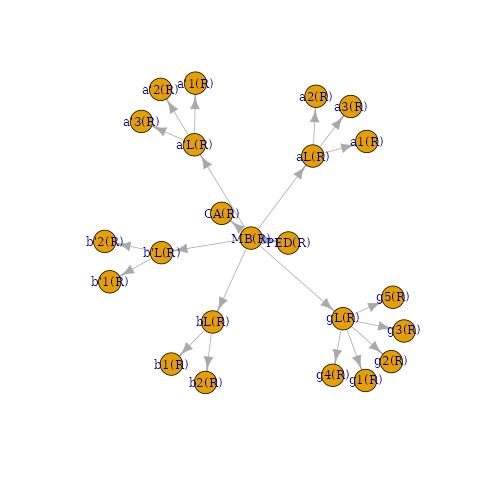 a'1(R)
a'2(R)
a2(R)
a3(R)
a'3(R)
a1(R)
a'L(R)
aL(R)
CA(R)
MB(R)
PED(R)
b'2(R)
b'L(R)
b'1(R)
g5(R)
bL(R)
gL(R)
g3(R)
b1(R)
g2(R)
b2(R)
g4(R)
g1(R)